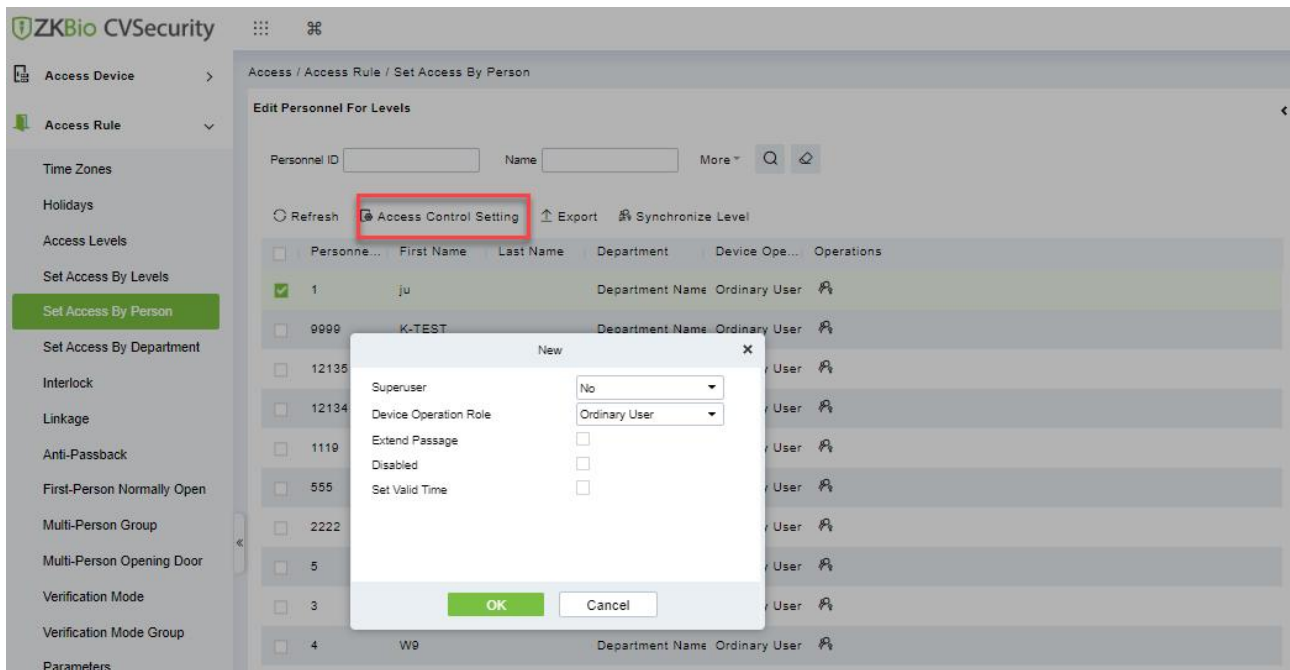 ZKBio CVSecurity
Access Device
Access / Access Rule / Set Access By Person
Access Rule
Edit Personnel For Levels
Time Zones
Personnel ID Name More
Holidays
Refresh Access Control Setting Export Synchronize Level
Access Levels
Personne... First Name Last Name Department Device Ope... Operations
Set Access By Levels
1 ju Department Name Ordinary User
Set Access By Person
9999 K-TEST Department Name Ordinary User
Set Access By Department
New
12135 User
Interlock
Superuser No
12134 User
Linkage
Device Operation Role Ordinary User
Extend Passage
1119 User
Anti-Passback
Disabled
Set Valid Time
555 User
First-Person Normally Open
2222 User
Multi-Person Group
5 User
Multi-Person Opening Door
Verification Mode
3 User
OK Cancel
Verification Mode Group
4 W9 Department Name Ordinary User
Parameters